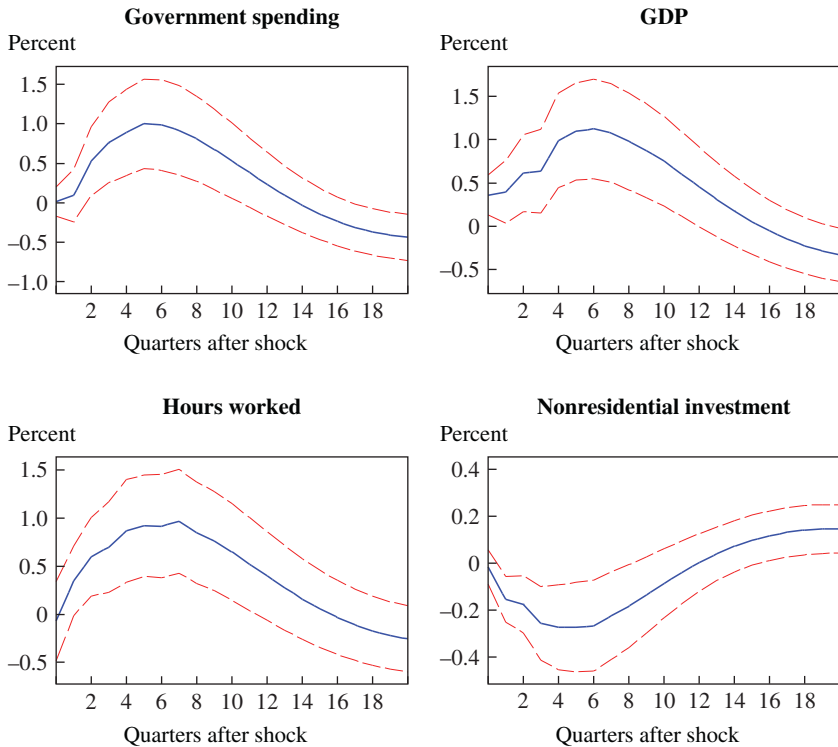 Government spending
Percent
1.5
1.0
0.5
0
–0.5
–1.0
2 4 6 8 10 12 14 16 18
Quarters after shock
GDP
Percent
1.5
1.0
0.5
0
–0.5
2 4 6 8 10 12 14 16 18
Quarters after shock
Hours worked
Percent
1.5
1.0
0.5
0
–0.5
2 4 6 8 10 12 14 16 18
Quarters after shock
Nonresidential investment
Percent
0.4
0.2
0
–0.2
–0.4
2 4 6 8 10 12 14 16 18
Quarters after shock